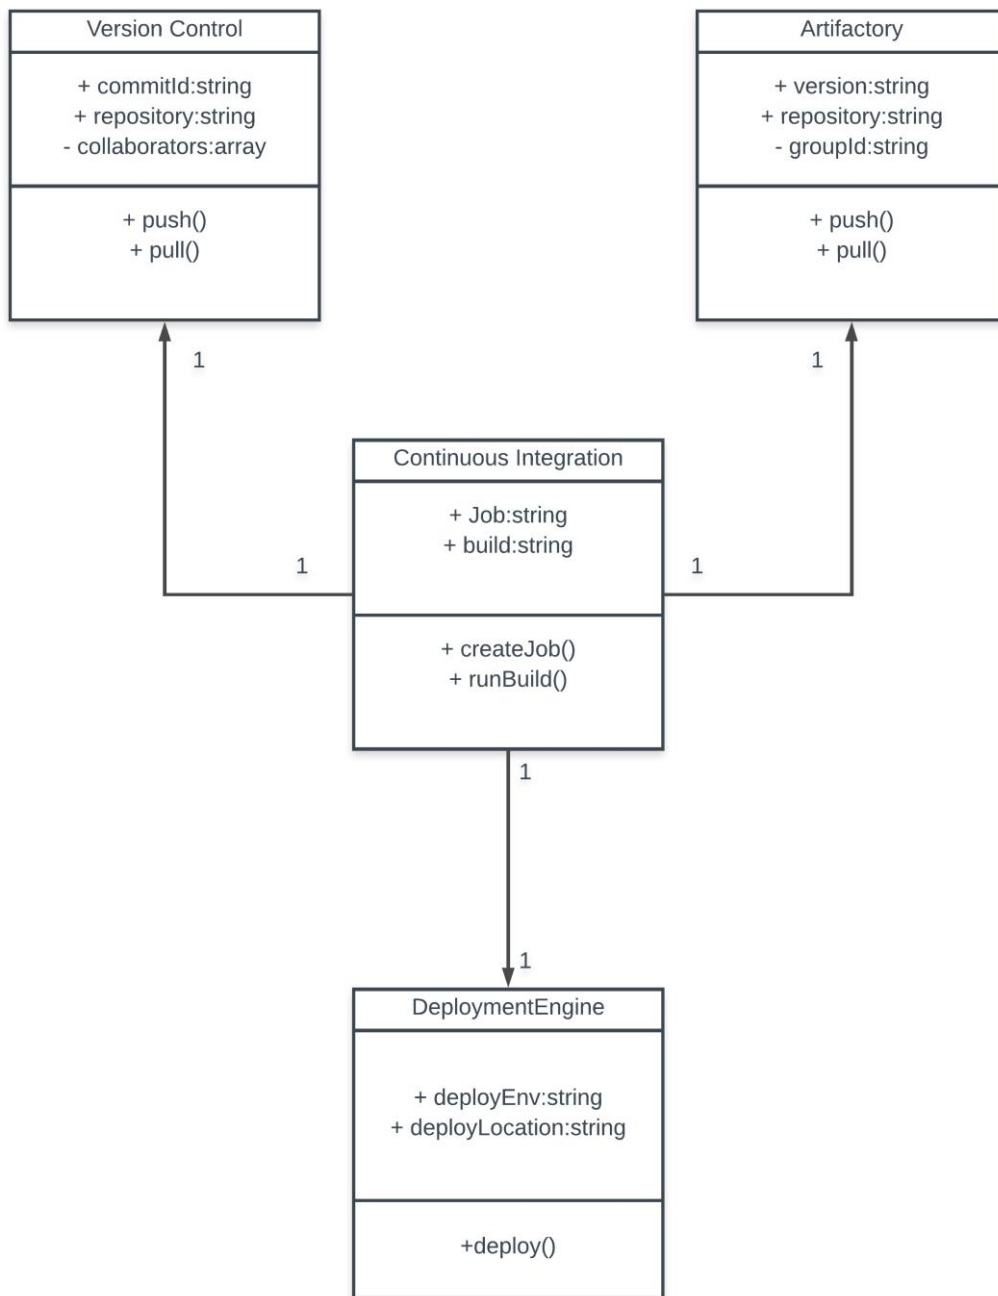 Version Control
+ commitId:string
+ repository:string
- collaborators:array
+ push()
+ pull()
Artifactory
+ version:string
+ repository:string
- groupId:string
+ push()
+ pull()
1
1
Continuous Integration
+ Job:string
+ build:string
1
1
+ createJob()
+ runBuild()
1
1
DeploymentEngine
+ deployEnv:string
+ deployLocation:string
+deploy()